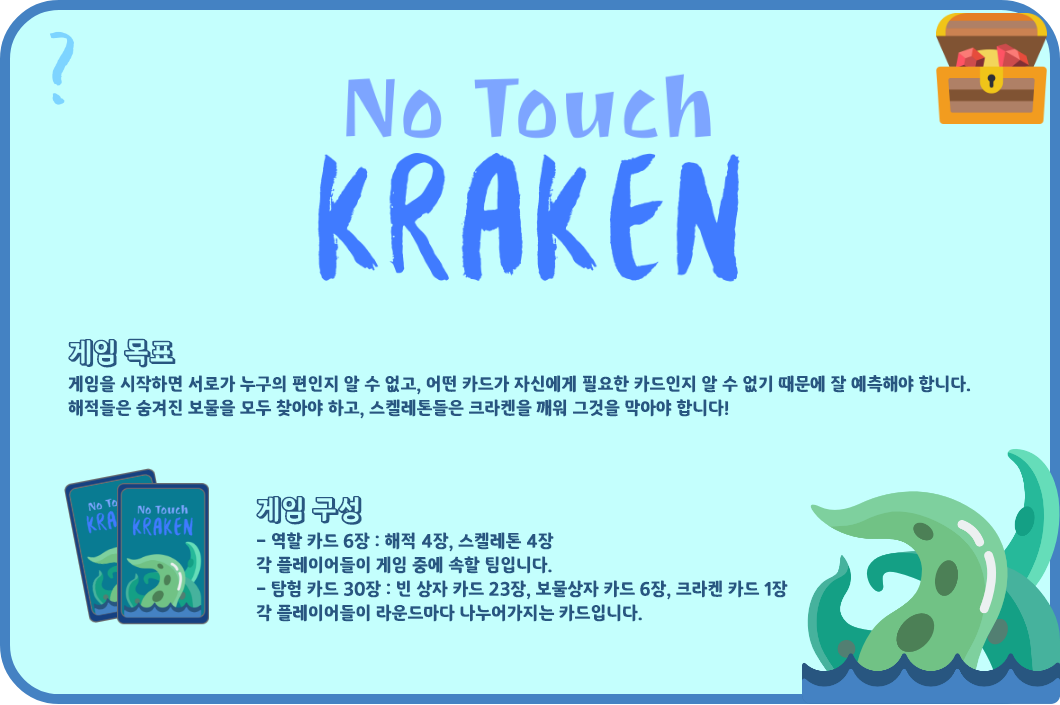 ?
No Touch
KRAKEN
게임 목표
게임을 시작하면 서로가 누구의 편인지 알 수 없고, 어떤 카드가 자신에게 필요한 카드인지 알 수 없기 때문에 잘 예측해야 합니다.
해적들은 숨겨진 보물을 모두 찾아야 하고, 스켈레톤들은 크라켄을 깨워 그것을 막아야 합니다!
No To
KRA
No Touch
KRAKEN
게임 구성
- 역할 카드 6장 : 해적 4장, 스켈레톤 4장
각 플레이어들이 게임 중에 속할 팀입니다.
- 탐험 카드 30장 : 빈 상자 카드 23장, 보물상자 카드 6장, 크라켄 카드 1장
각 플레이어들이 라운드마다 나누어가지는 카드입니다.